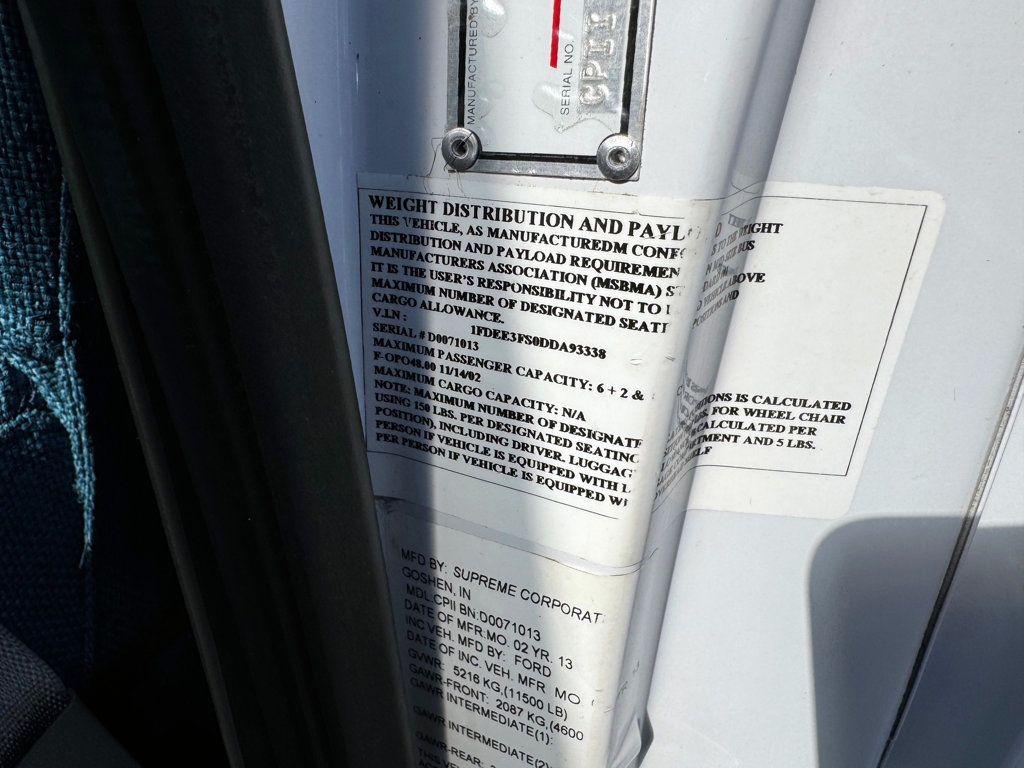 MANUFACTURED BY
SERIAL NO.
CPII
WEIGHT DISTRIBUTION AND PAYL
THIS VEHICLE, AS MANUFACTUREDM CONF
DISTRIBUTION AND PAYLOAD REQUIREMEN
MANUFACTURERS ASSOCIATION (MSBMA) S
IT IS THE USER'S RESPONSIBILITY NOT TO
MAXIMUM NUMBER OF DESIGNATED SEATI
CARGO ALLOWANCE.
V.I.N : 1FDEE3FS0DDA93338
SERIAL # D0071013
MAXIMUM PASSENGER CAPACITY: 6 + 2 &
F-OPO48.00 11/14/02
MAXIMUM CARGO CAPACITY: N/A
NOTE: MAXIMUM NUMBER OF DESIGNATE
USING 150 LBS. PER DESIGNATED SEATING
POSITION), INCLUDING DRIVER. LUGGAG
PERSON IF VEHICLE IS EQUIPPED WITH L
PER PERSON IF VEHICLE IS EQUIPPED WI
BUS
ABOVE
POSITIONS AND
IONS IS CALCULATED
FOR WHEEL CHAIR
CALCULATED PER
TMENT AND 5 LBS.
MFD BY: SUPREME CORPORAT
GOSHEN, IN
MDL:CPII BN:D0071013
DATE OF MFR:MO. 02 YR. 13
INC VEH. MFD BY: FORD
DATE OF INC. VEH. MFR MO
GVWR: 5216 KG,(11500 LB)
GAWR-FRONT: 2087 KG,(4600
GAWR INTERMEDIATE(1):
GAWR INTERMEDIATE(2):
GAWR-REAR: